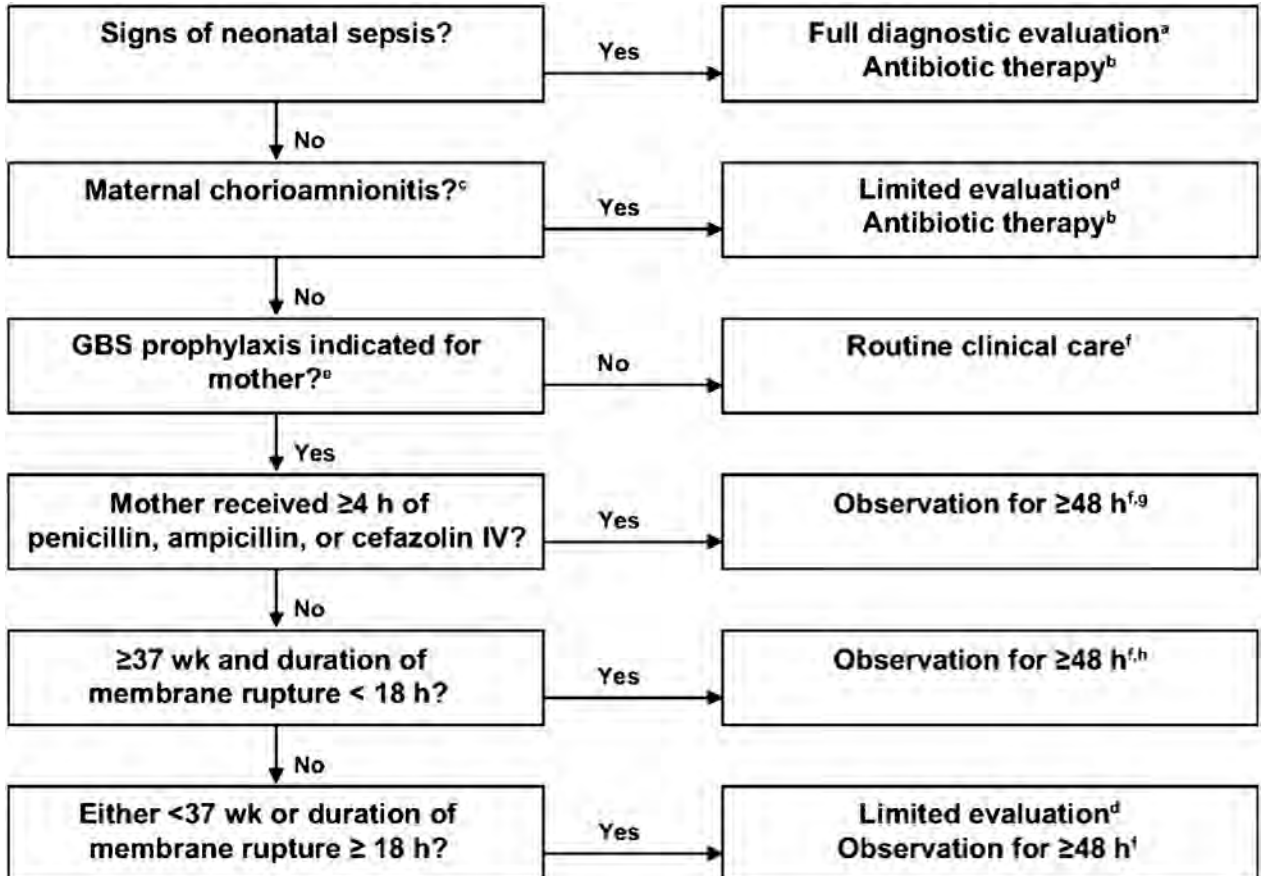 Signs of neonatal sepsis?
Yes
Full diagnostic evaluationᵃ
Antibiotic therapyᵇ
No
Maternal chorioamnionitis?ᶜ
Yes
Limited evaluationᵈ
Antibiotic therapyᵇ
No
GBS prophylaxis indicated for
mother?ᵉ
No
Routine clinical careᶠ
Yes
Mother received ≥4 h of
penicillin, ampicillin, or cefazolin IV?
Yes
Observation for ≥48 hᶠ,ᵍ
No
≥37 wk and duration of
membrane rupture < 18 h?
Yes
Observation for ≥48 hᶠ,ʰ
No
Either <37 wk or duration of
membrane rupture ≥ 18 h?
Yes
Limited evaluationᵈ
Observation for ≥48 hᶠ